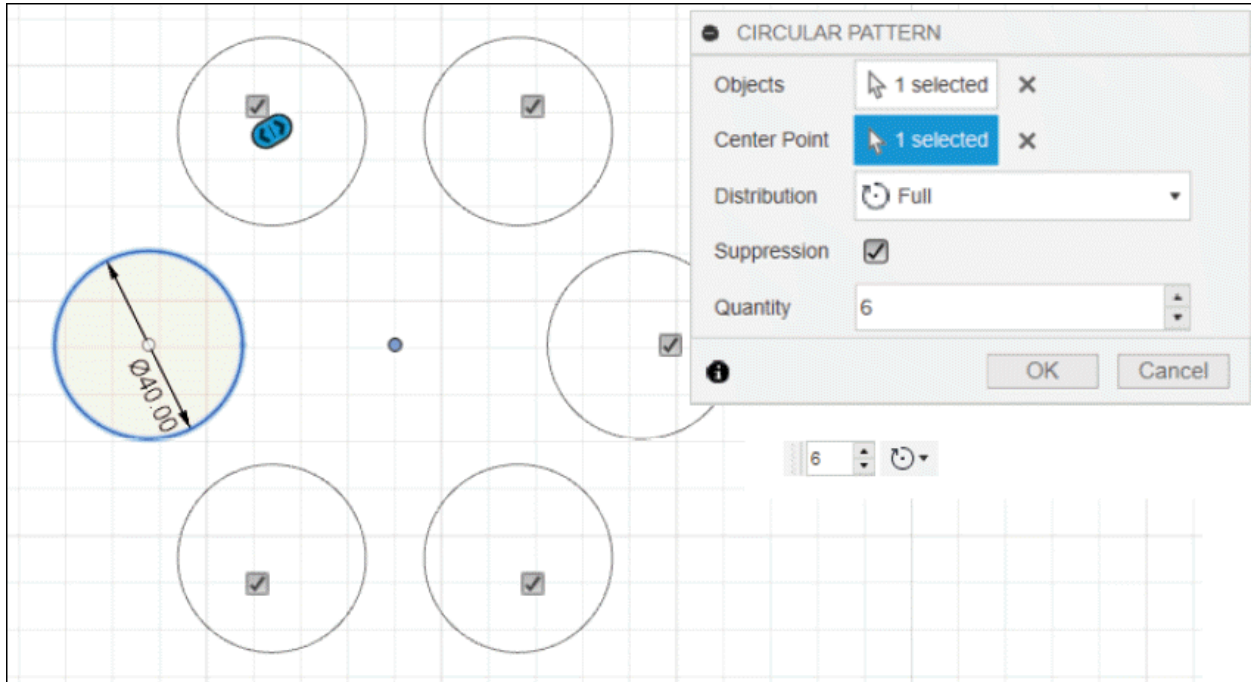 CIRCULAR PATTERN
Objects 1 selected
Center Point 1 selected
Distribution Full
Suppression
Quantity 6
OK Cancel
Ø40.00
6